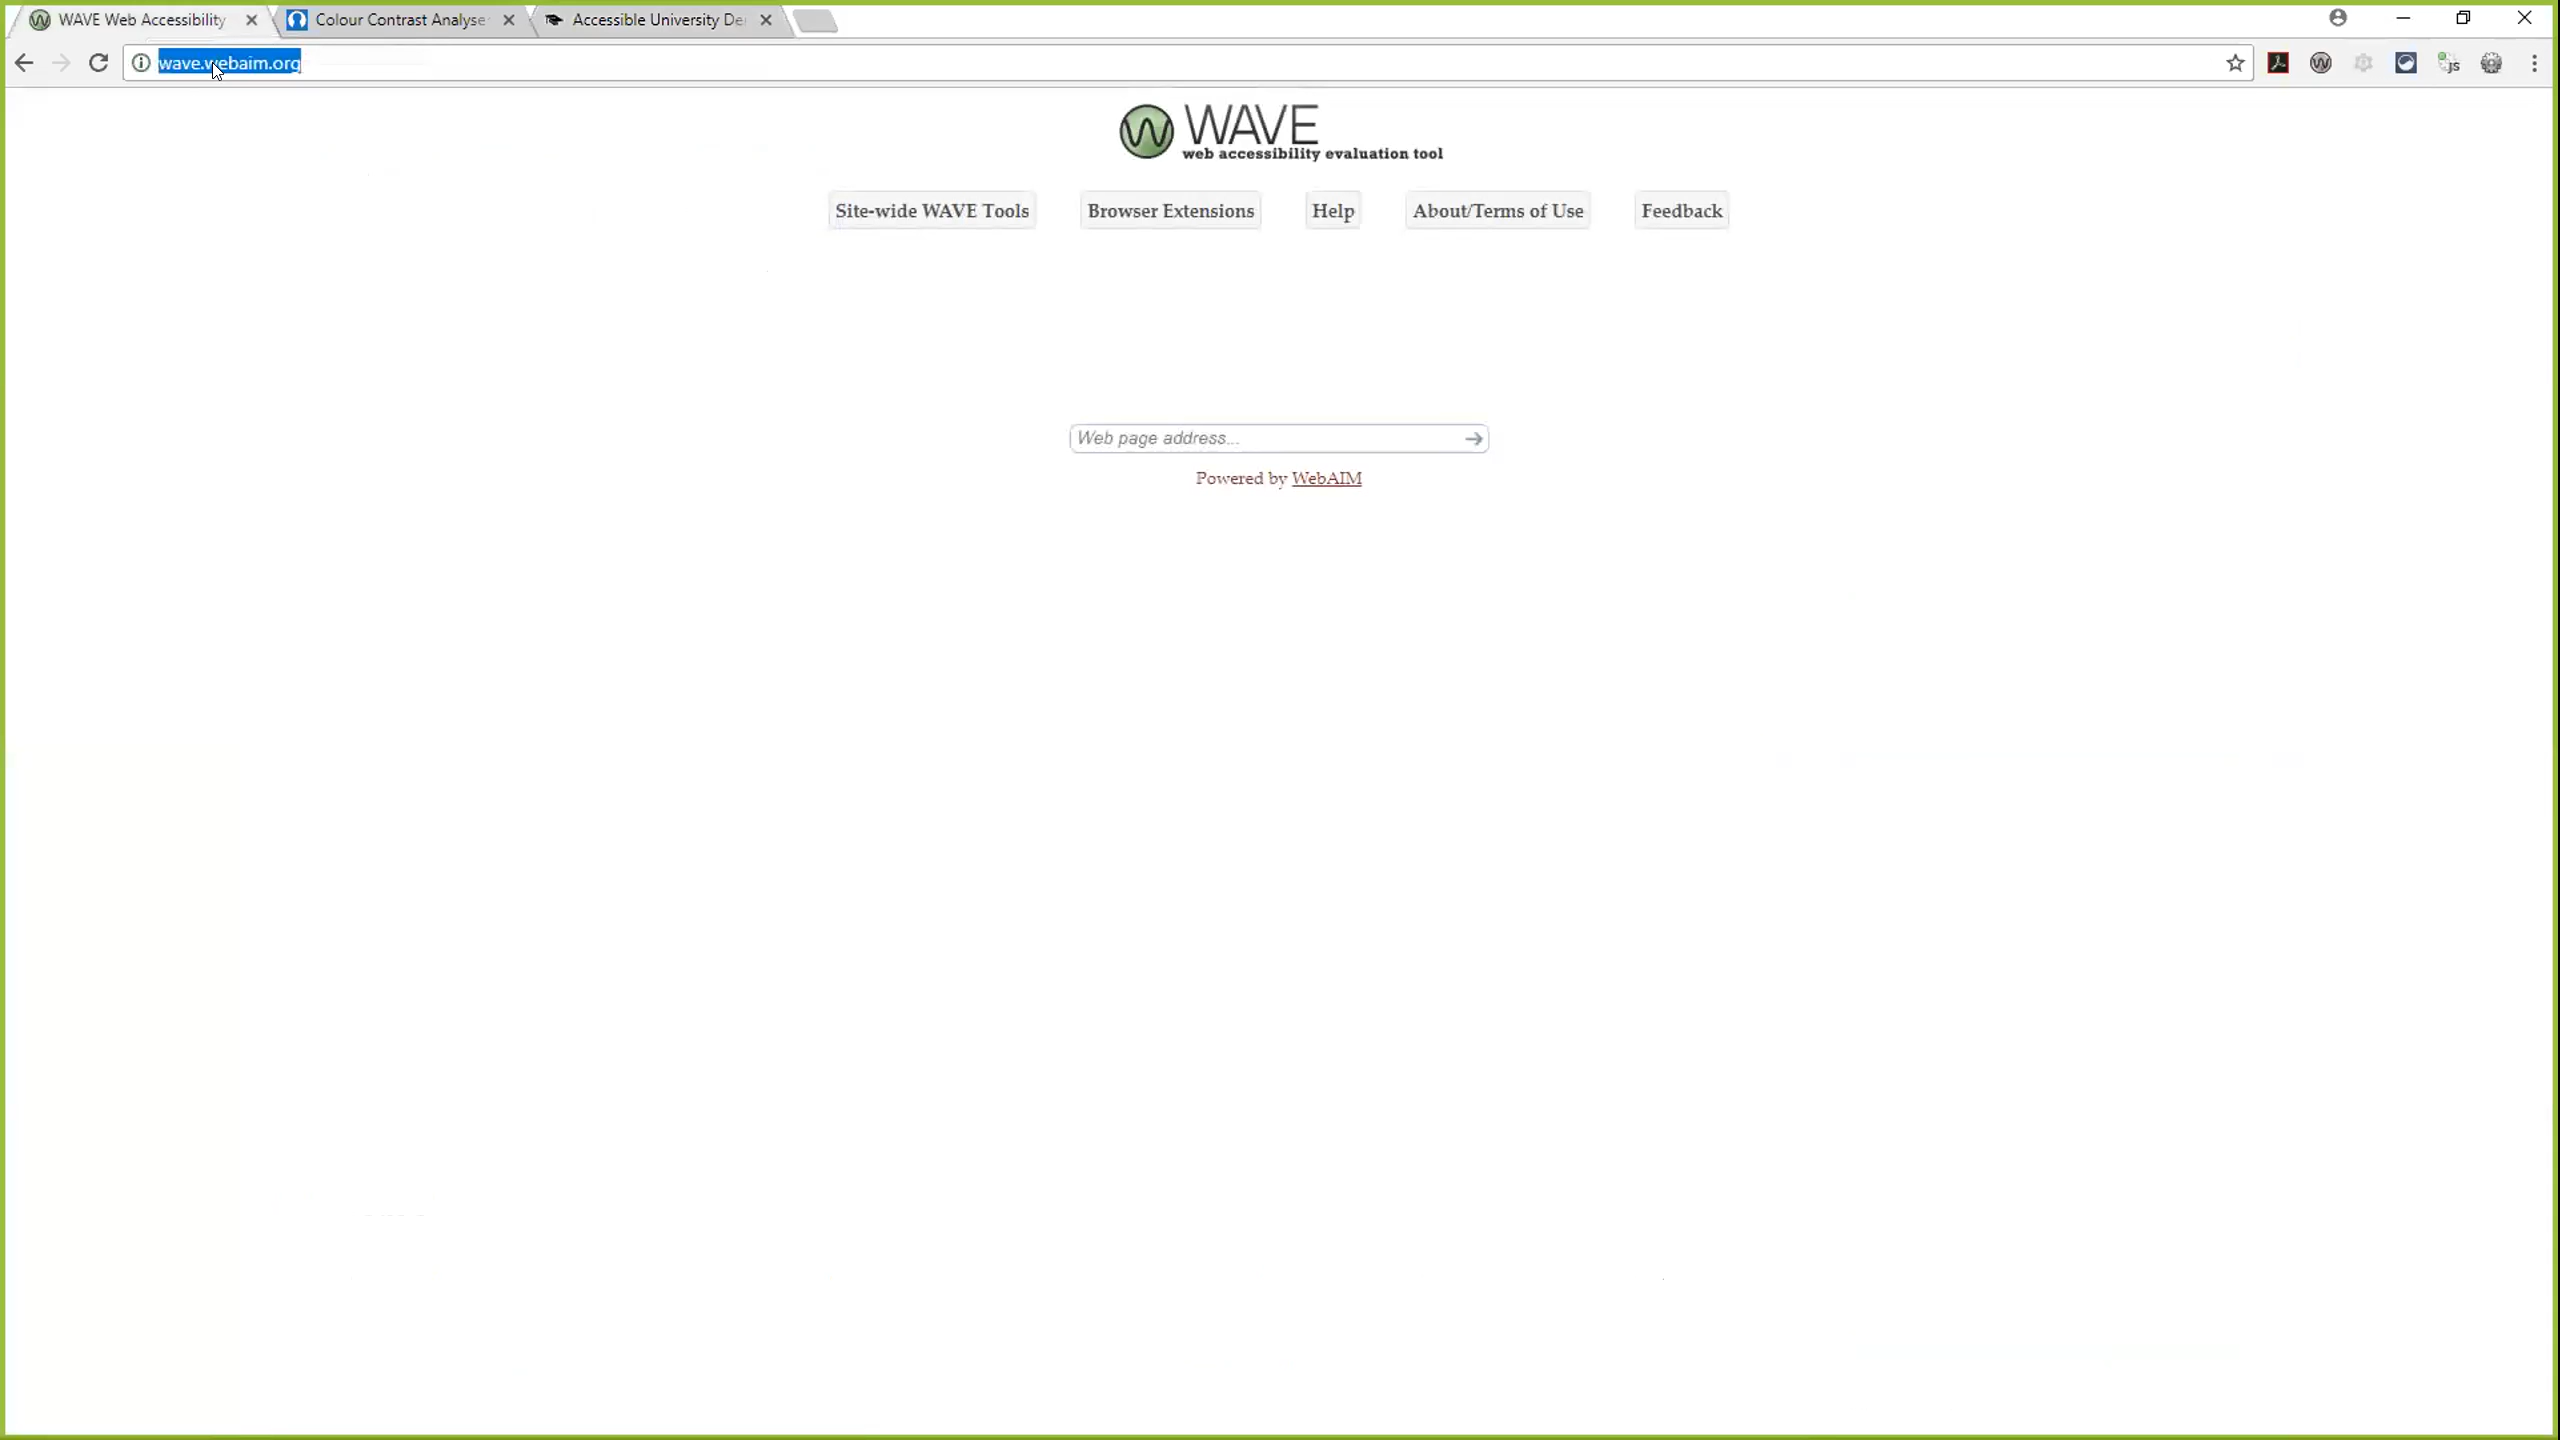 WAVE Web Accessibility
Colour Contrast Analyse
Accessible University De
wave.webaim.org
js
WAVE
web accessibility evaluation tool
Site-wide WAVE Tools
Browser Extensions
Help
About/Terms of Use
Feedback
Web page address...
Powered by WebAIM